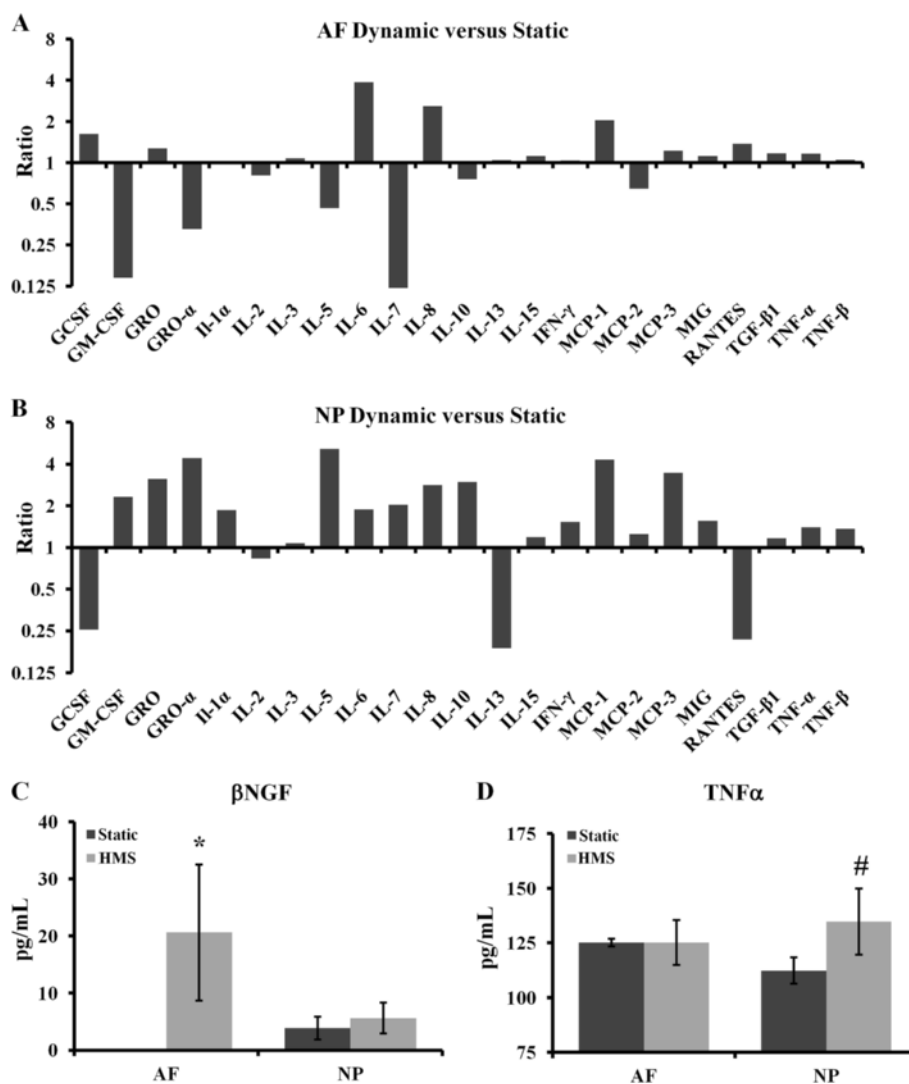 A
AF Dynamic versus Static
Ratio
8
4
2
1
0.5
0.25
0.125
GCSF GM-CSF GRO GRO-α Il-1α IL-2 IL-3 IL-5 IL-6 IL-7 IL-8 IL-10 IL-13 IL-15 IFN-γ MCP-1 MCP-2 MCP-3 MIG RANTES TGF-β1 TNF-α TNF-β
B
NP Dynamic versus Static
Ratio
8
4
2
1
0.5
0.25
0.125
GCSF GM-CSF GRO GRO-α Il-1α IL-2 IL-3 IL-5 IL-6 IL-7 IL-8 IL-10 IL-13 IL-15 IFN-γ MCP-1 MCP-2 MCP-3 MIG RANTES TGF-β1 TNF-α TNF-β
C
βNGF
pg/mL
40
30
20
10
0
Static
HMS
*
AF NP
D
TNFα
pg/mL
175
150
125
100
75
Static
HMS
#
AF NP